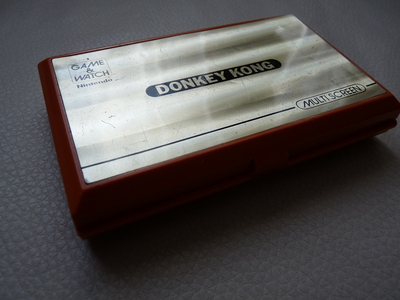 GAME
&
WATCH
Nintendo
DONKEY KONG
MULTI SCREEN